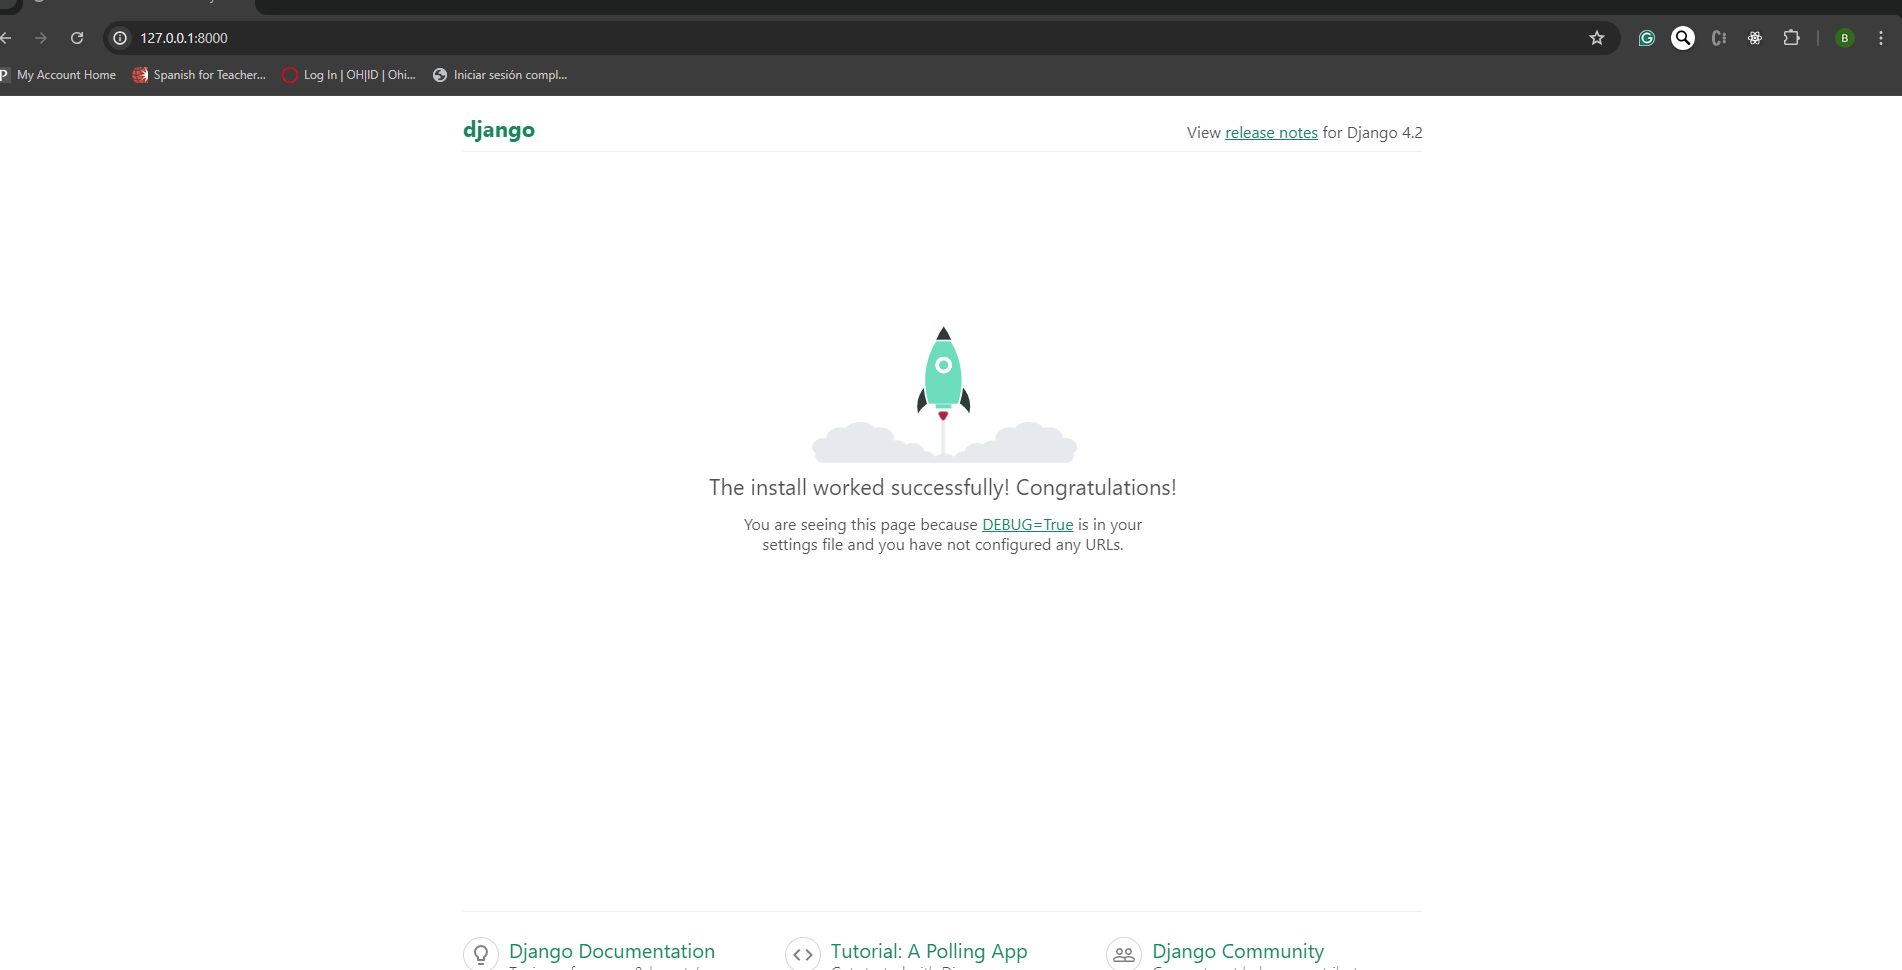 127.0.0.1:8000
My Account Home
Spanish for Teacher...
Log In | OH|ID | Ohi...
Iniciar sesión compl...
B
django
View release notes for Django 4.2
The install worked successfully! Congratulations!
You are seeing this page because DEBUG=True is in your
settings file and you have not configured any URLs.
Django Documentation
Tutorial: A Polling App
Django Community